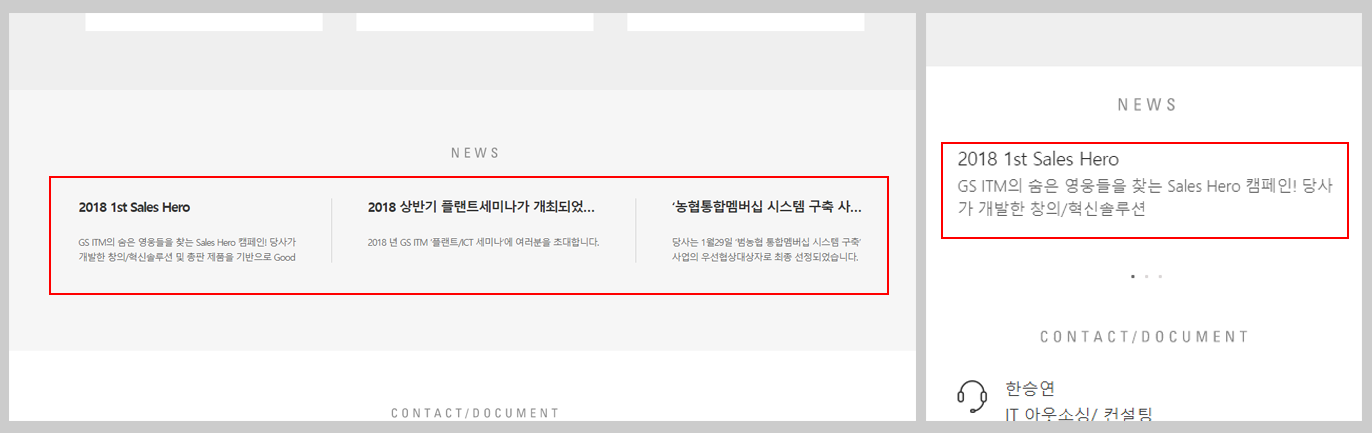 NEWS
2018 1st Sales Hero
GS ITM의 숨은 영웅들을 찾는 Sales Hero 캠페인! 당사가
개발한 창의/혁신솔루션 및 총판 제품을 기반으로 Good
2018 상반기 플랜트세미나가 개최되었...
2018 년 GS ITM '플랜트/ICT 세미나'에 여러분을 초대합니다.
'농협통합멤버십 시스템 구축 사...
당사는 1월29일 '범농협 통합멤버십 시스템 구축'
사업의 우선협상대상자로 최종 선정되었습니다.
CONTACT/DOCUMENT
NEWS
2018 1st Sales Hero
GS ITM의 숨은 영웅들을 찾는 Sales Hero 캠페인! 당사
가 개발한 창의/혁신솔루션
CONTACT/DOCUMENT
한승연
IT 아웃소싱/ 컨설팅